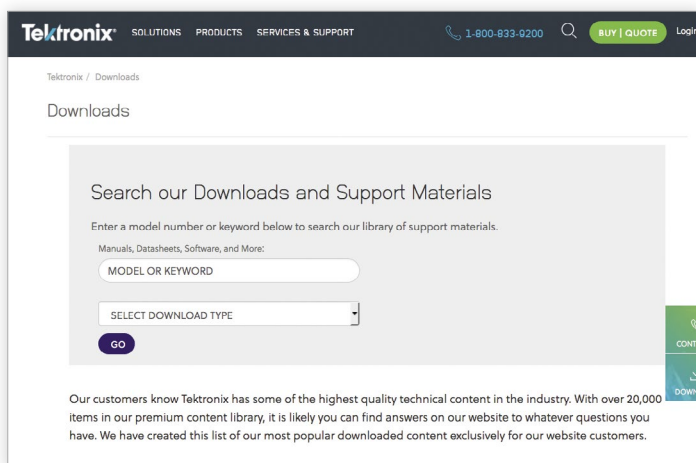 Tektronix® SOLUTIONS PRODUCTS SERVICES & SUPPORT 1-800-833-9200 BUY | QUOTE Login
Tektronix / Downloads
Downloads
Search our Downloads and Support Materials
Enter a model number or keyword below to search our library of support materials.
Manuals, Datasheets, Software, and More:
MODEL OR KEYWORD
SELECT DOWNLOAD TYPE
GO
CONT
DOWN
Our customers know Tektronix has some of the highest quality technical content in the industry. With over 20,000
items in our premium content library, it is likely you can find answers on our website to whatever questions you
have. We have created this list of our most popular downloaded content exclusively for our website customers.